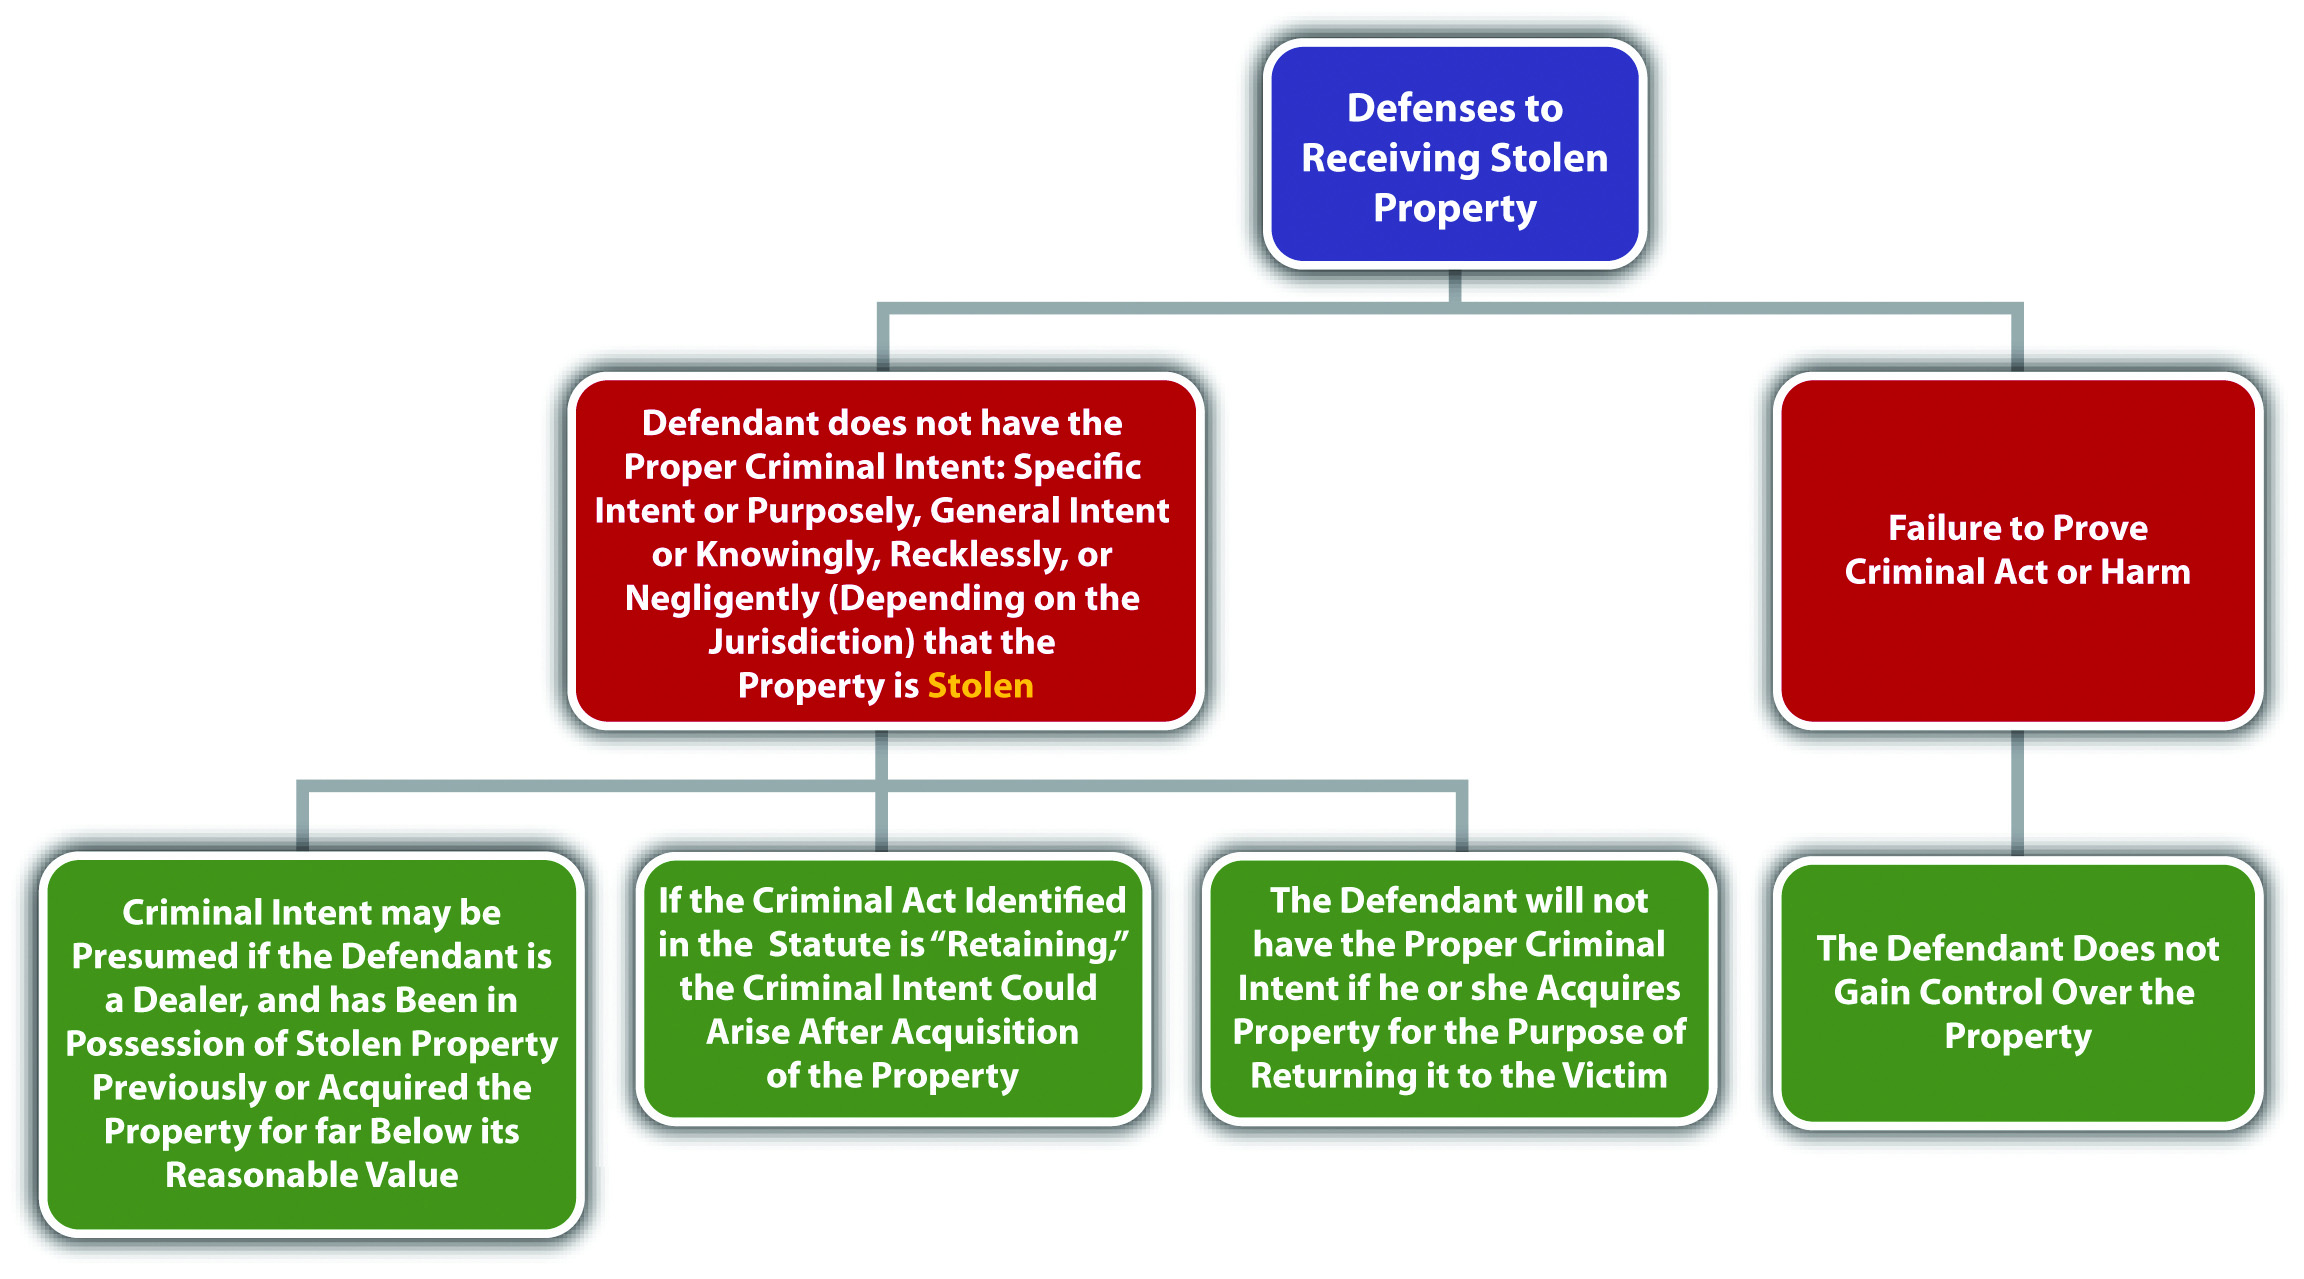 Defenses to
Receiving Stolen
Property
Defendant does not have the
Proper Criminal Intent: Specific
Intent or Purposely, General Intent
or Knowingly, Recklessly, or
Negligently (Depending on the
Jurisdiction) that the
Property is Stolen
Failure to Prove
Criminal Act or Harm
Criminal Intent may be
Presumed if the Defendant is
a Dealer, and has Been in
Possession of Stolen Property
Previously or Acquired the
Property for far Below its
Reasonable Value
If the Criminal Act Identified
in the Statute is “Retaining,”
the Criminal Intent Could
Arise After Acquisition
of the Property
The Defendant will not
have the Proper Criminal
Intent if he or she Acquires
Property for the Purpose of
Returning it to the Victim
The Defendant Does not
Gain Control Over the
Property